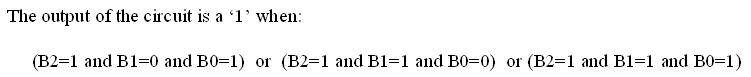 The output of the circuit is a ‘1’ when:
(B2=1 and B1=0 and B0=1) or (B2=1 and B1=1 and B0=0) or (B2=1 and B1=1 and B0=1)